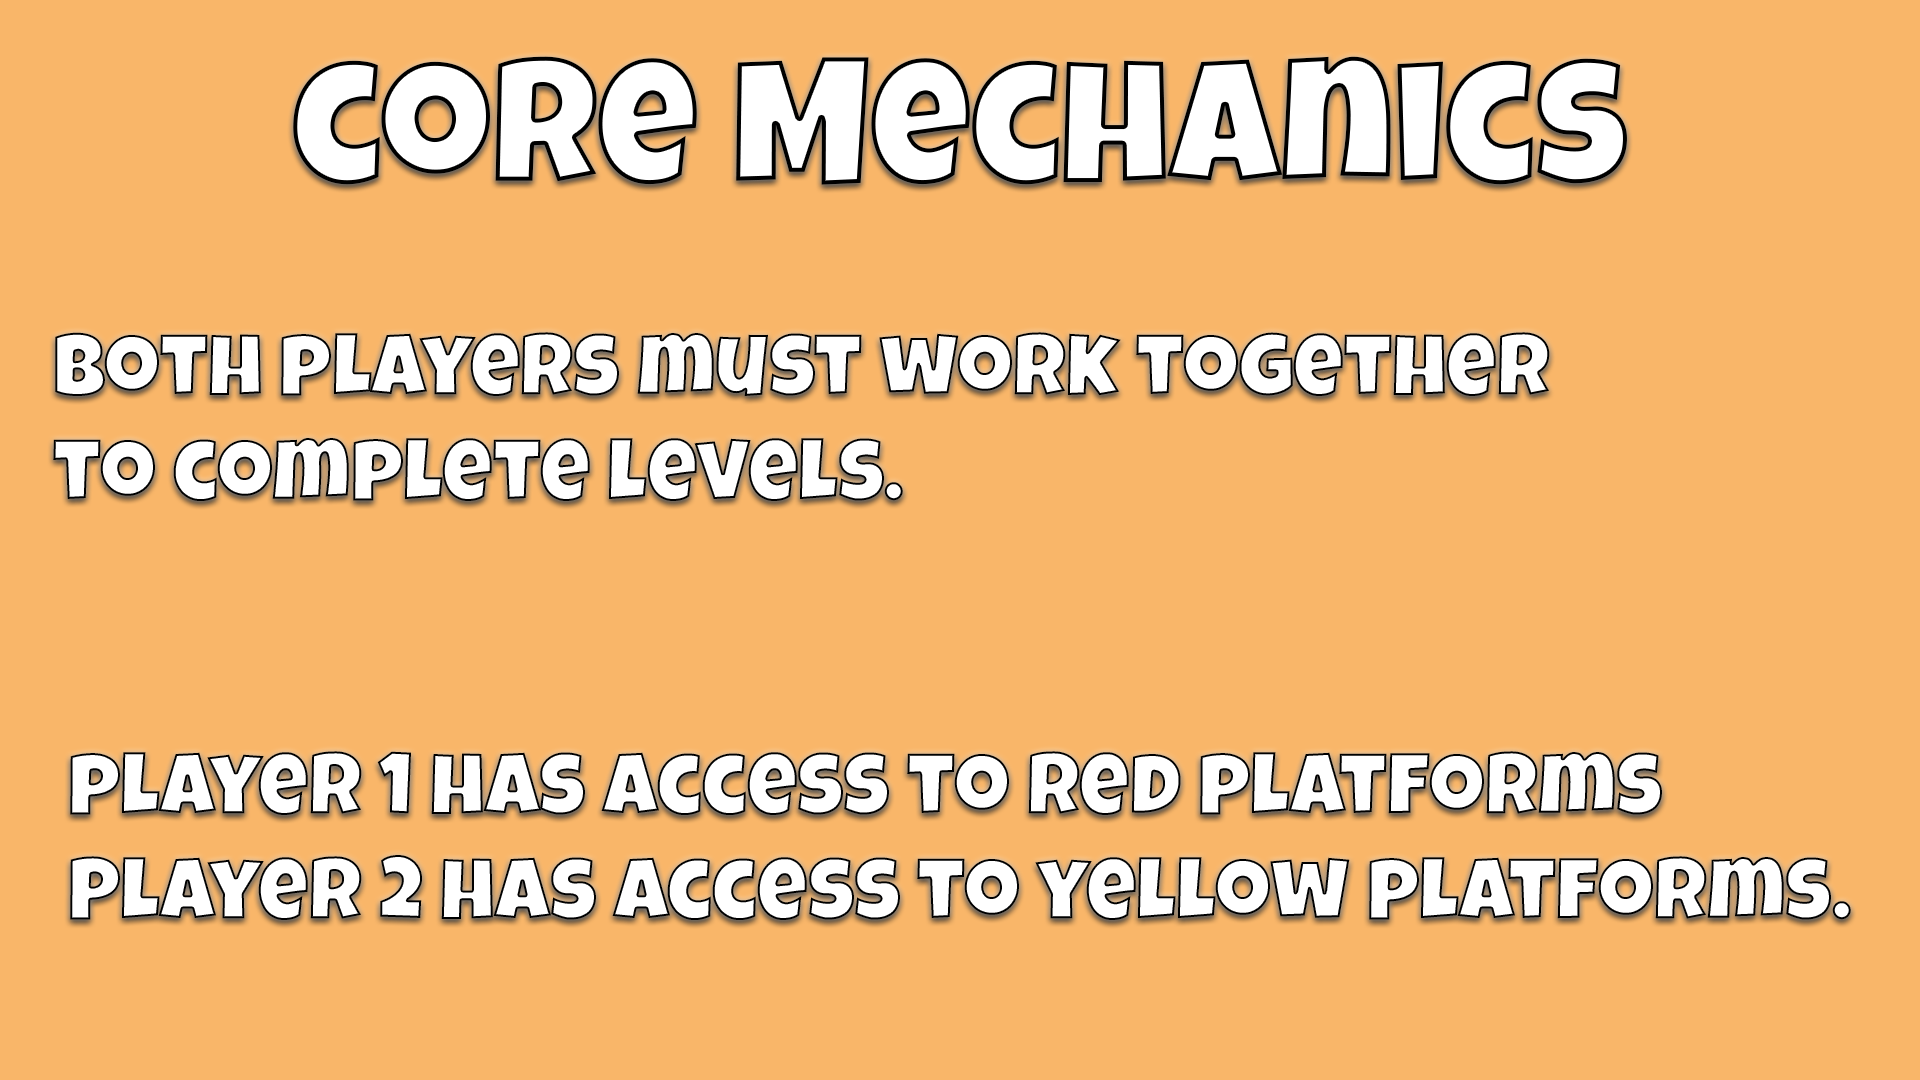 Core Mechanics
Both players must work together
to complete levels.
Player 1 has access to red platforms
Player 2 has access to yellow platforms.